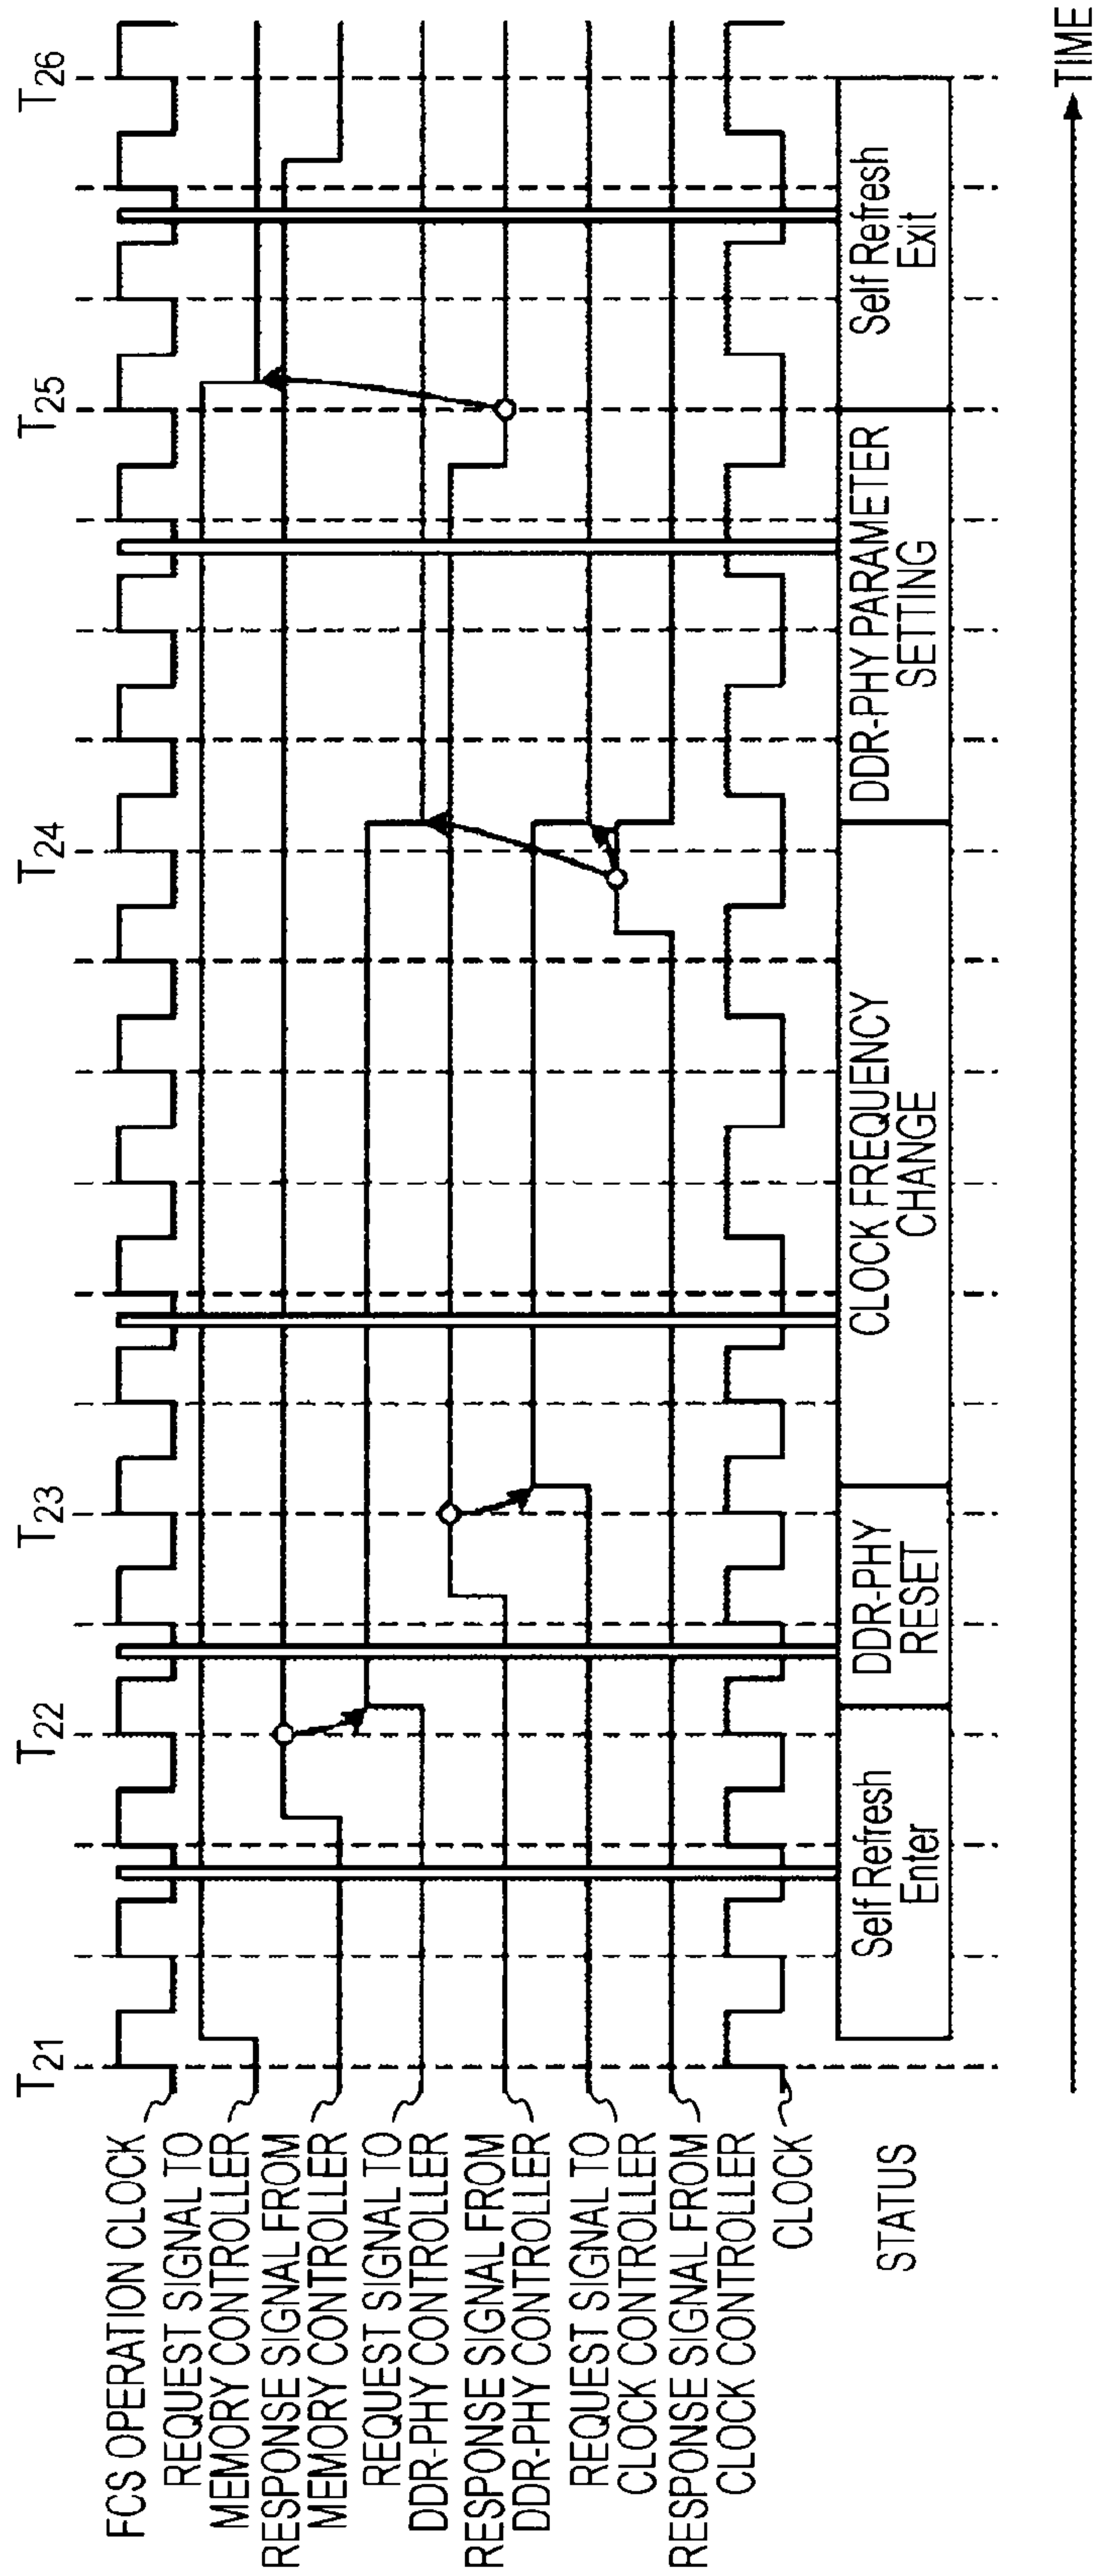 T21 T22 T23 T24 T25 T26
FCS OPERATION CLOCK
REQUEST SIGNAL TO
MEMORY CONTROLLER
RESPONSE SIGNAL FROM
MEMORY CONTROLLER
REQUEST SIGNAL TO
DDR-PHY CONTROLLER
RESPONSE SIGNAL FROM
DDR-PHY CONTROLLER
REQUEST SIGNAL TO
CLOCK CONTROLLER
RESPONSE SIGNAL FROM
CLOCK CONTROLLER
CLOCK
STATUS
Self Refresh
Enter
DDR-PHY
RESET
CLOCK FREQUENCY
CHANGE
DDR-PHY PARAMETER
SETTING
Self Refresh
Exit
TIME